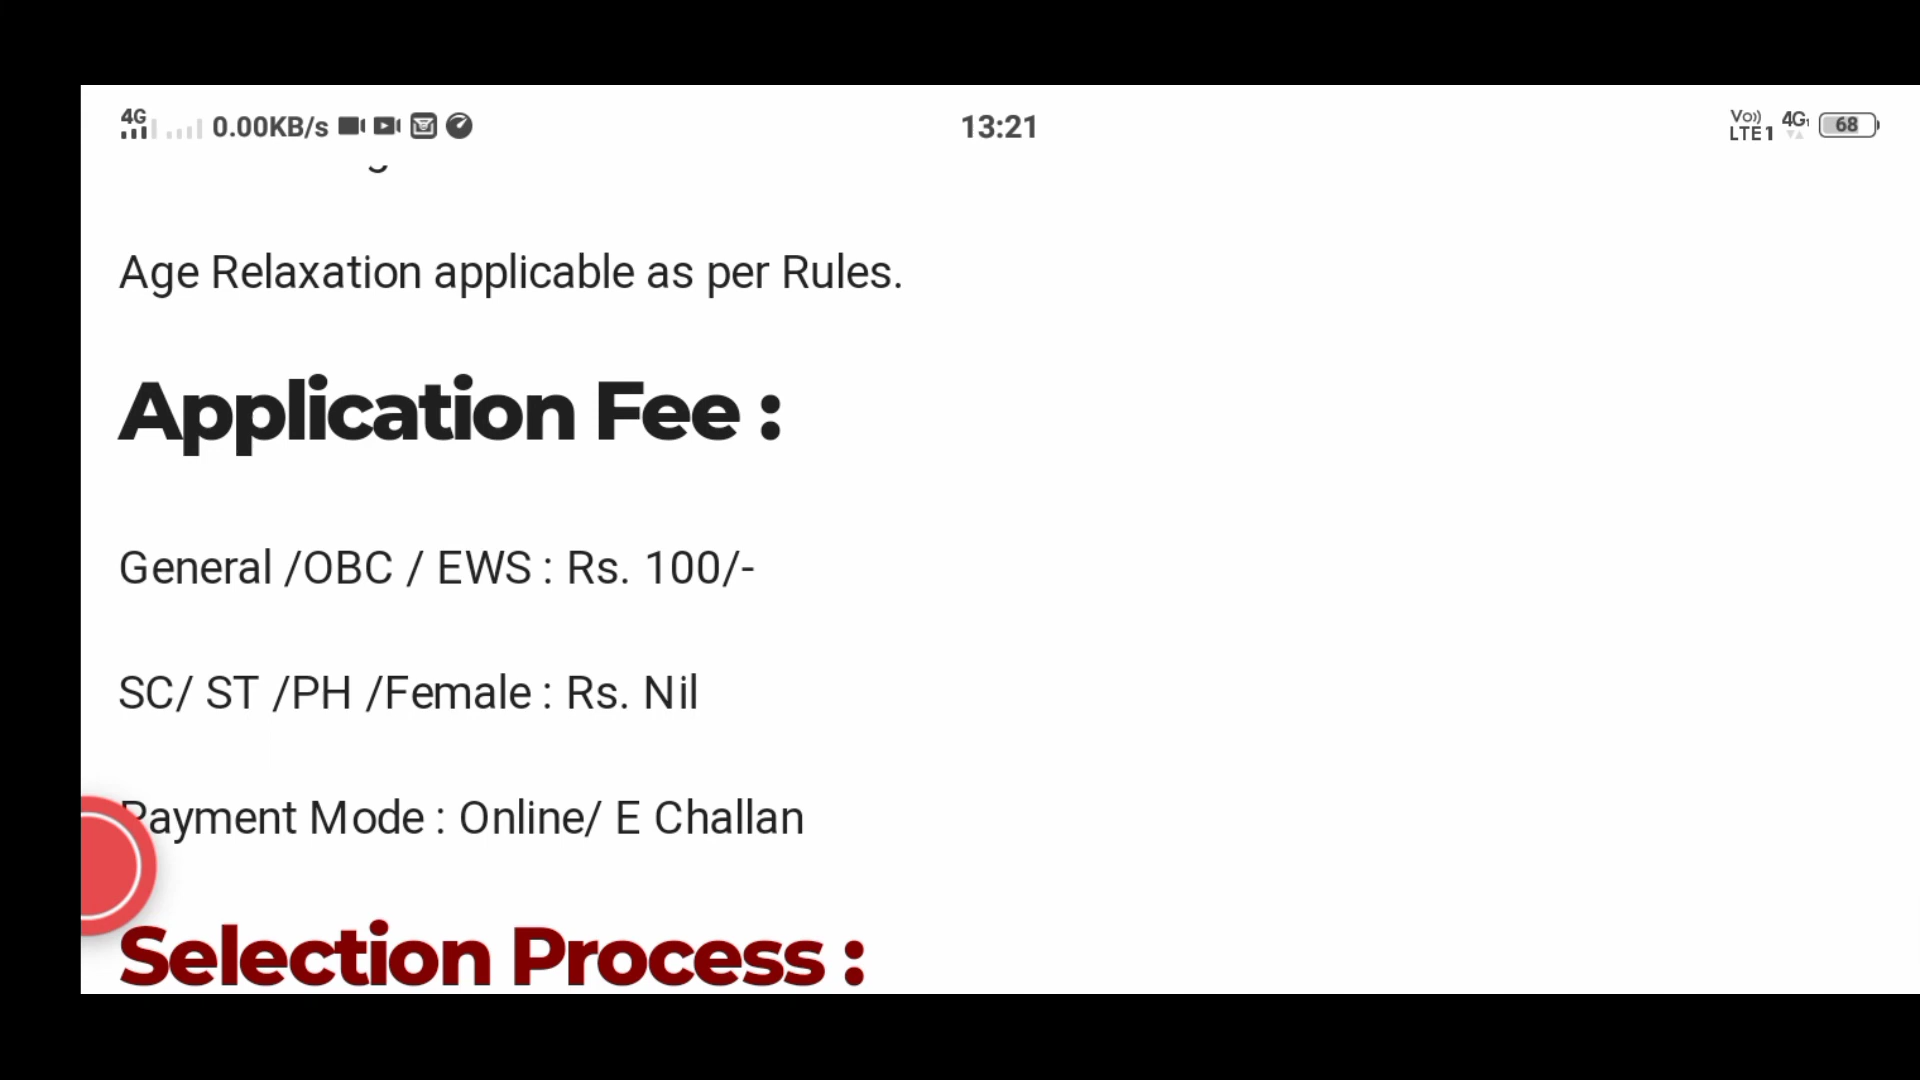 4G 0.00KB/s 13:21 Vo)) LTE1 4G 68
Age Relaxation applicable as per Rules.
Application Fee :
General /OBC / EWS : Rs. 100/-
SC/ ST /PH /Female : Rs. Nil
Payment Mode : Online/ E Challan
Selection Process :